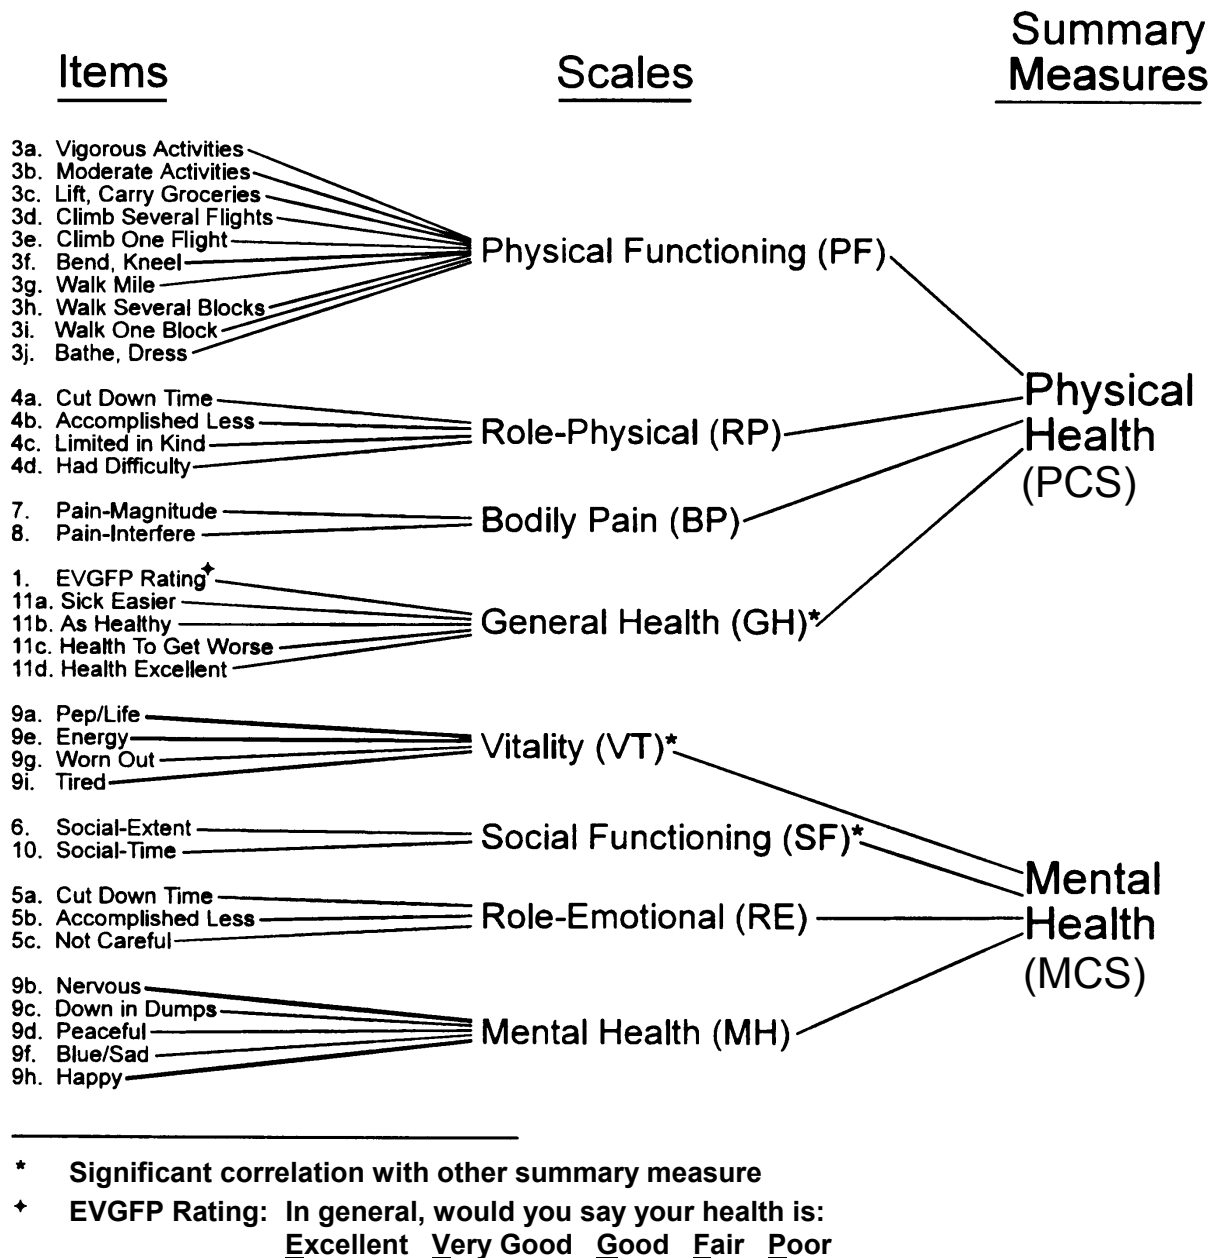 Items
Scales
Summary
Measures
3a. Vigorous Activities
3b. Moderate Activities
3c. Lift, Carry Groceries
3d. Climb Several Flights
3e. Climb One Flight
3f. Bend, Kneel
3g. Walk Mile
3h. Walk Several Blocks
3i. Walk One Block
3j. Bathe, Dress
Physical Functioning (PF)
4a. Cut Down Time
4b. Accomplished Less
4c. Limited in Kind
4d. Had Difficulty
Role-Physical (RP)
7. Pain-Magnitude
8. Pain-Interfere
Bodily Pain (BP)
1. EVGFP Rating✦
11a. Sick Easier
11b. As Healthy
11c. Health To Get Worse
11d. Health Excellent
General Health (GH)*
Physical
Health
(PCS)
9a. Pep/Life
9e. Energy
9g. Worn Out
9i. Tired
Vitality (VT)*
6. Social-Extent
10. Social-Time
Social Functioning (SF)*
5a. Cut Down Time
5b. Accomplished Less
5c. Not Careful
Role-Emotional (RE)
9b. Nervous
9c. Down in Dumps
9d. Peaceful
9f. Blue/Sad
9h. Happy
Mental Health (MH)
Mental
Health
(MCS)
* Significant correlation with other summary measure
✦ EVGFP Rating: In general, would you say your health is:
Excellent Very Good Good Fair Poor